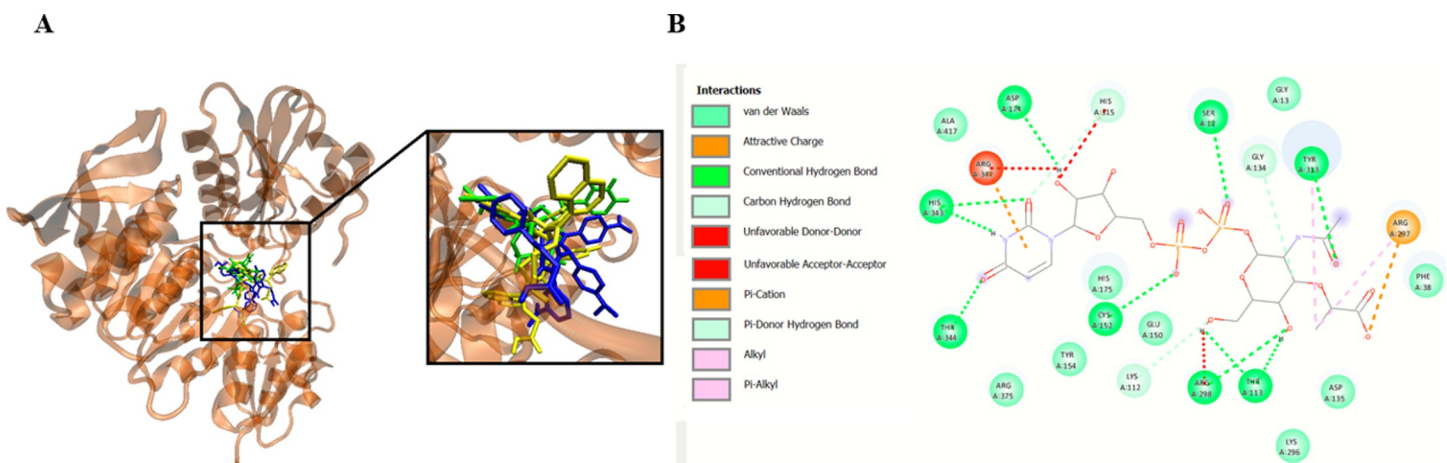 A
B
Interactions
van der Waals
Attractive Charge
Conventional Hydrogen Bond
Carbon Hydrogen Bond
Unfavorable Donor-Donor
Unfavorable Acceptor-Acceptor
Pi-Cation
Pi-Donor Hydrogen Bond
Alkyl
Pi-Alkyl
ASP
HIS
A:315
SER
GLY
A:13
ALA
A:417
ARG
GLY
A:134
TYR
A:313
HIS
A:343
ARG
A:297
HIS
A:175
PHE
A:38
THR
A:344
CYS
A:152
GLU
A:150
TYR
A:154
LYS
A:112
ARG
A:375
ARG
A:298
THR
A:113
ASP
A:135
LYS
A:296
H
O
N
P